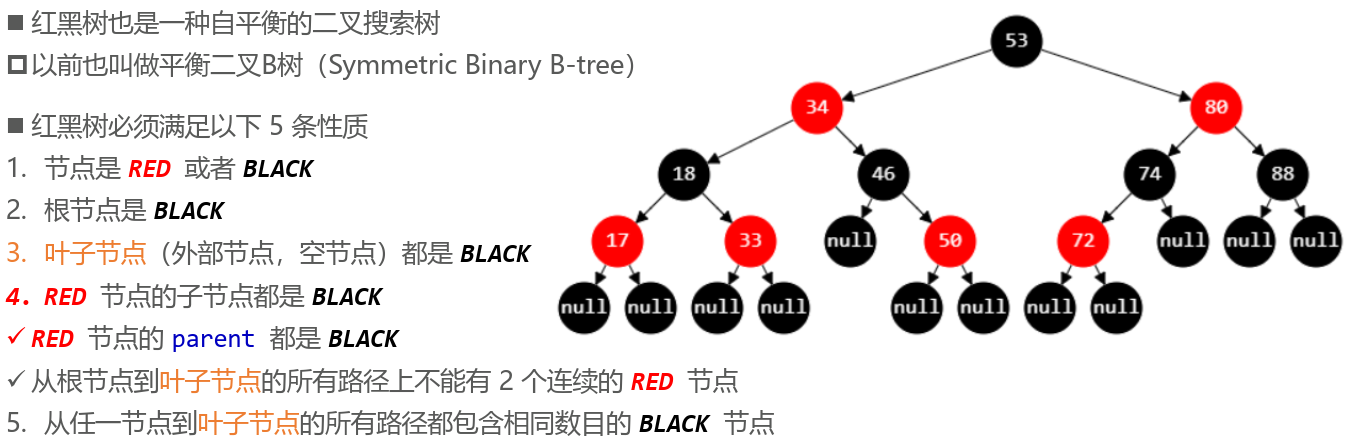 ■ 红黑树也是一种自平衡的二叉搜索树
以前也叫做平衡二叉B树（Symmetric Binary B-tree）
■ 红黑树必须满足以下 5 条性质
1. 节点是 RED 或者 BLACK
2. 根节点是 BLACK
3. 叶子节点（外部节点，空节点）都是 BLACK
4. RED 节点的子节点都是 BLACK
✓ RED 节点的 parent 都是 BLACK
✓ 从根节点到叶子节点的所有路径上不能有 2 个连续的 RED 节点
5. 从任一节点到叶子节点的所有路径都包含相同数目的 BLACK 节点
53
34 80
18 46 74 88
17 33 null 50 72 null null null
null null null null null null null null